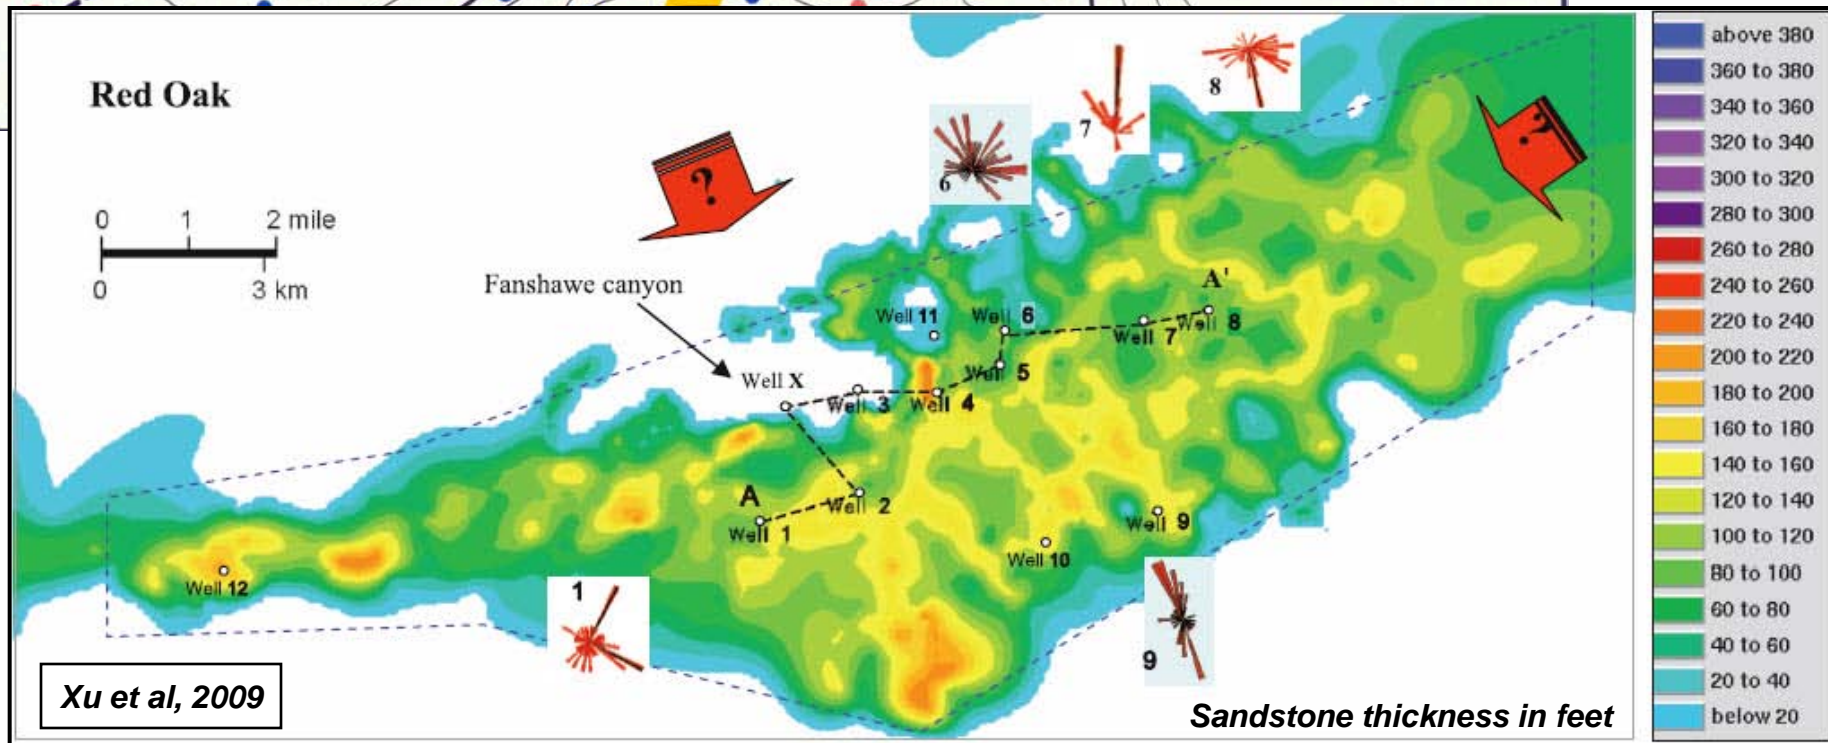 Red Oak
0 1 2 mile
0 3 km
?
?
6
7
8
Fanshawe canyon
A'
Well 11
Well 6
Well 7
Well 8
Well 5
Well X
Well 3
Well 4
A
Well 2
Well 1
Well 9
Well 10
Well 12
1
9
Xu et al, 2009
Sandstone thickness in feet
above 380
360 to 380
340 to 360
320 to 340
300 to 320
280 to 300
260 to 280
240 to 260
220 to 240
200 to 220
180 to 200
160 to 180
140 to 160
120 to 140
100 to 120
80 to 100
60 to 80
40 to 60
20 to 40
below 20